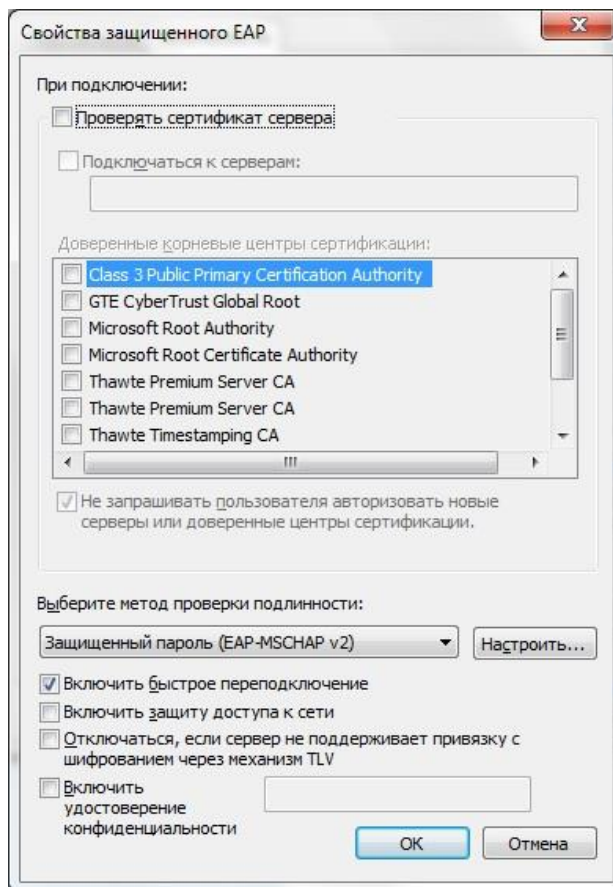 Свойства защищенного EAP
При подключении:
Проверять сертификат сервера
Подключаться к серверам:
Доверенные корневые центры сертификации:
Class 3 Public Primary Certification Authority
GTE CyberTrust Global Root
Microsoft Root Authority
Microsoft Root Certificate Authority
Thawte Premium Server CA
Thawte Premium Server CA
Thawte Timestamping CA
Не запрашивать пользователя авторизовать новые
серверы или доверенные центры сертификации.
Выберите метод проверки подлинности:
Защищенный пароль (EAP-MSCHAP v2)
Настроить...
Включить быстрое переподключение
Включить защиту доступа к сети
Отключаться, если сервер не поддерживает привязку с
шифрованием через механизм TLV
Включить
удостоверение
конфиденциальности
ОК
Отмена